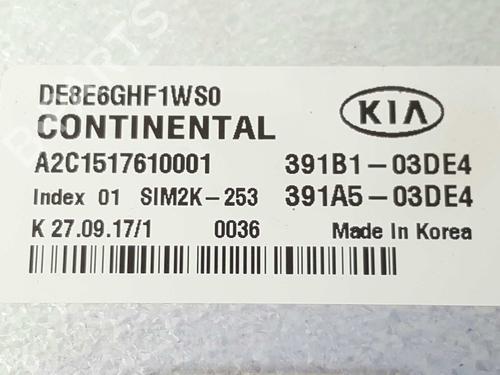 DE8E6GHF1WS0
CONTINENTAL
KIA
A2C1517610001 391B1-03DE4
Index 01 SIM2K-253 391A5-03DE4
K 27.09.17/1 0036 Made In Korea